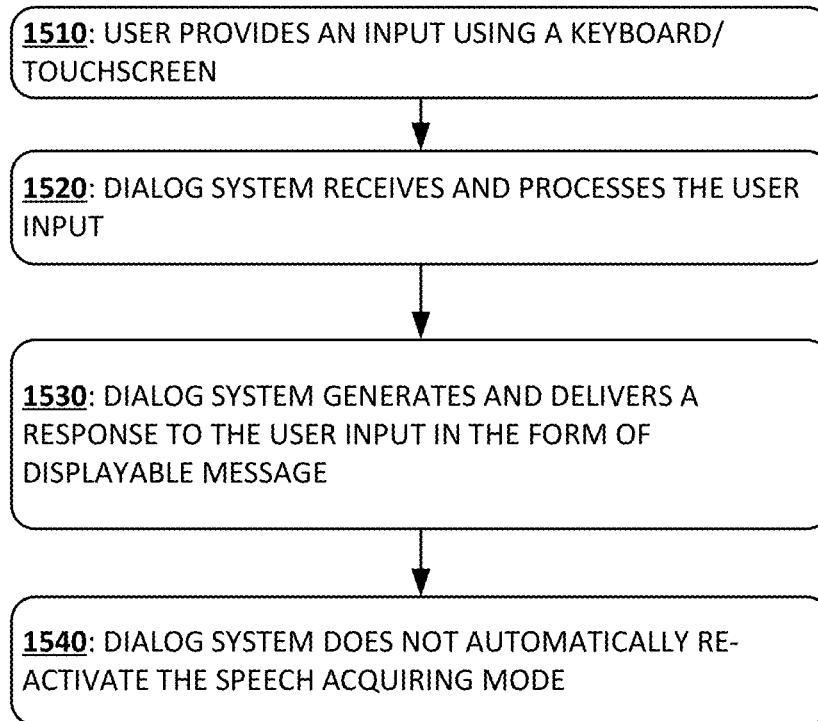 1510: USER PROVIDES AN INPUT USING A KEYBOARD/
TOUCHSCREEN
1520: DIALOG SYSTEM RECEIVES AND PROCESSES THE USER
INPUT
1530: DIALOG SYSTEM GENERATES AND DELIVERS A
RESPONSE TO THE USER INPUT IN THE FORM OF
DISPLAYABLE MESSAGE
1540: DIALOG SYSTEM DOES NOT AUTOMATICALLY RE-
ACTIVATE THE SPEECH ACQUIRING MODE